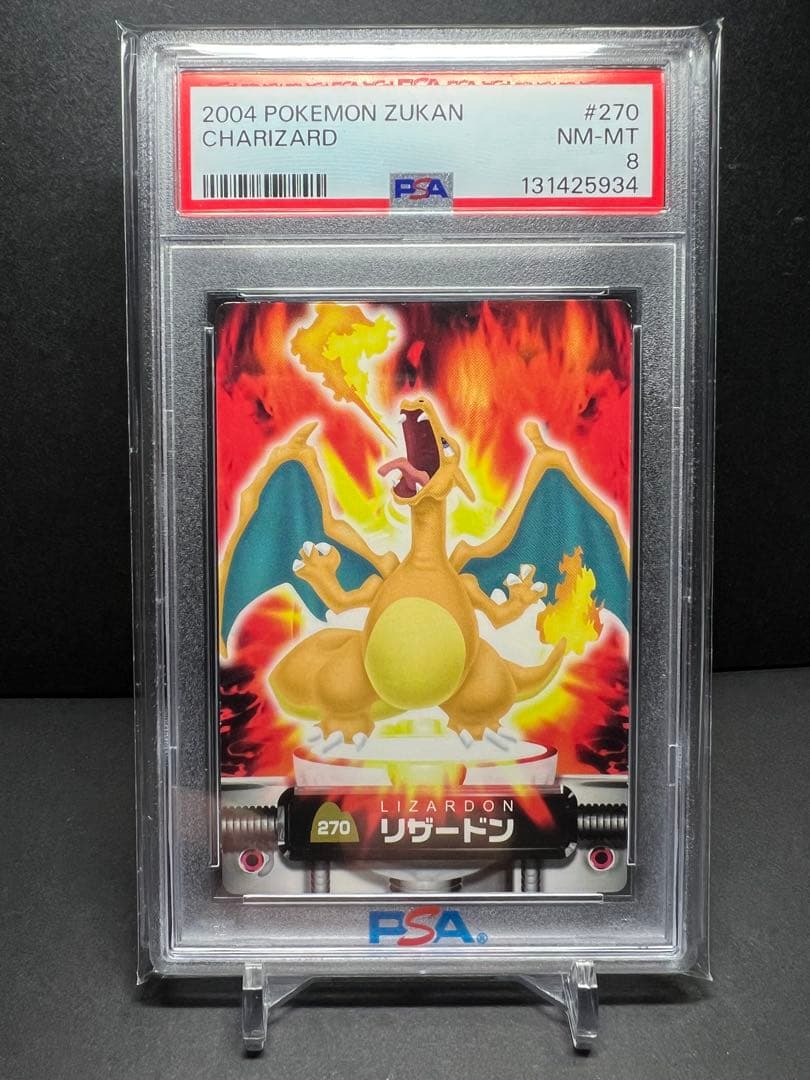 2004 POKEMON ZUKAN #270
CHARIZARD NM-MT
8
PSA 131425934
270 LIZARDON
リザードン
PSA®